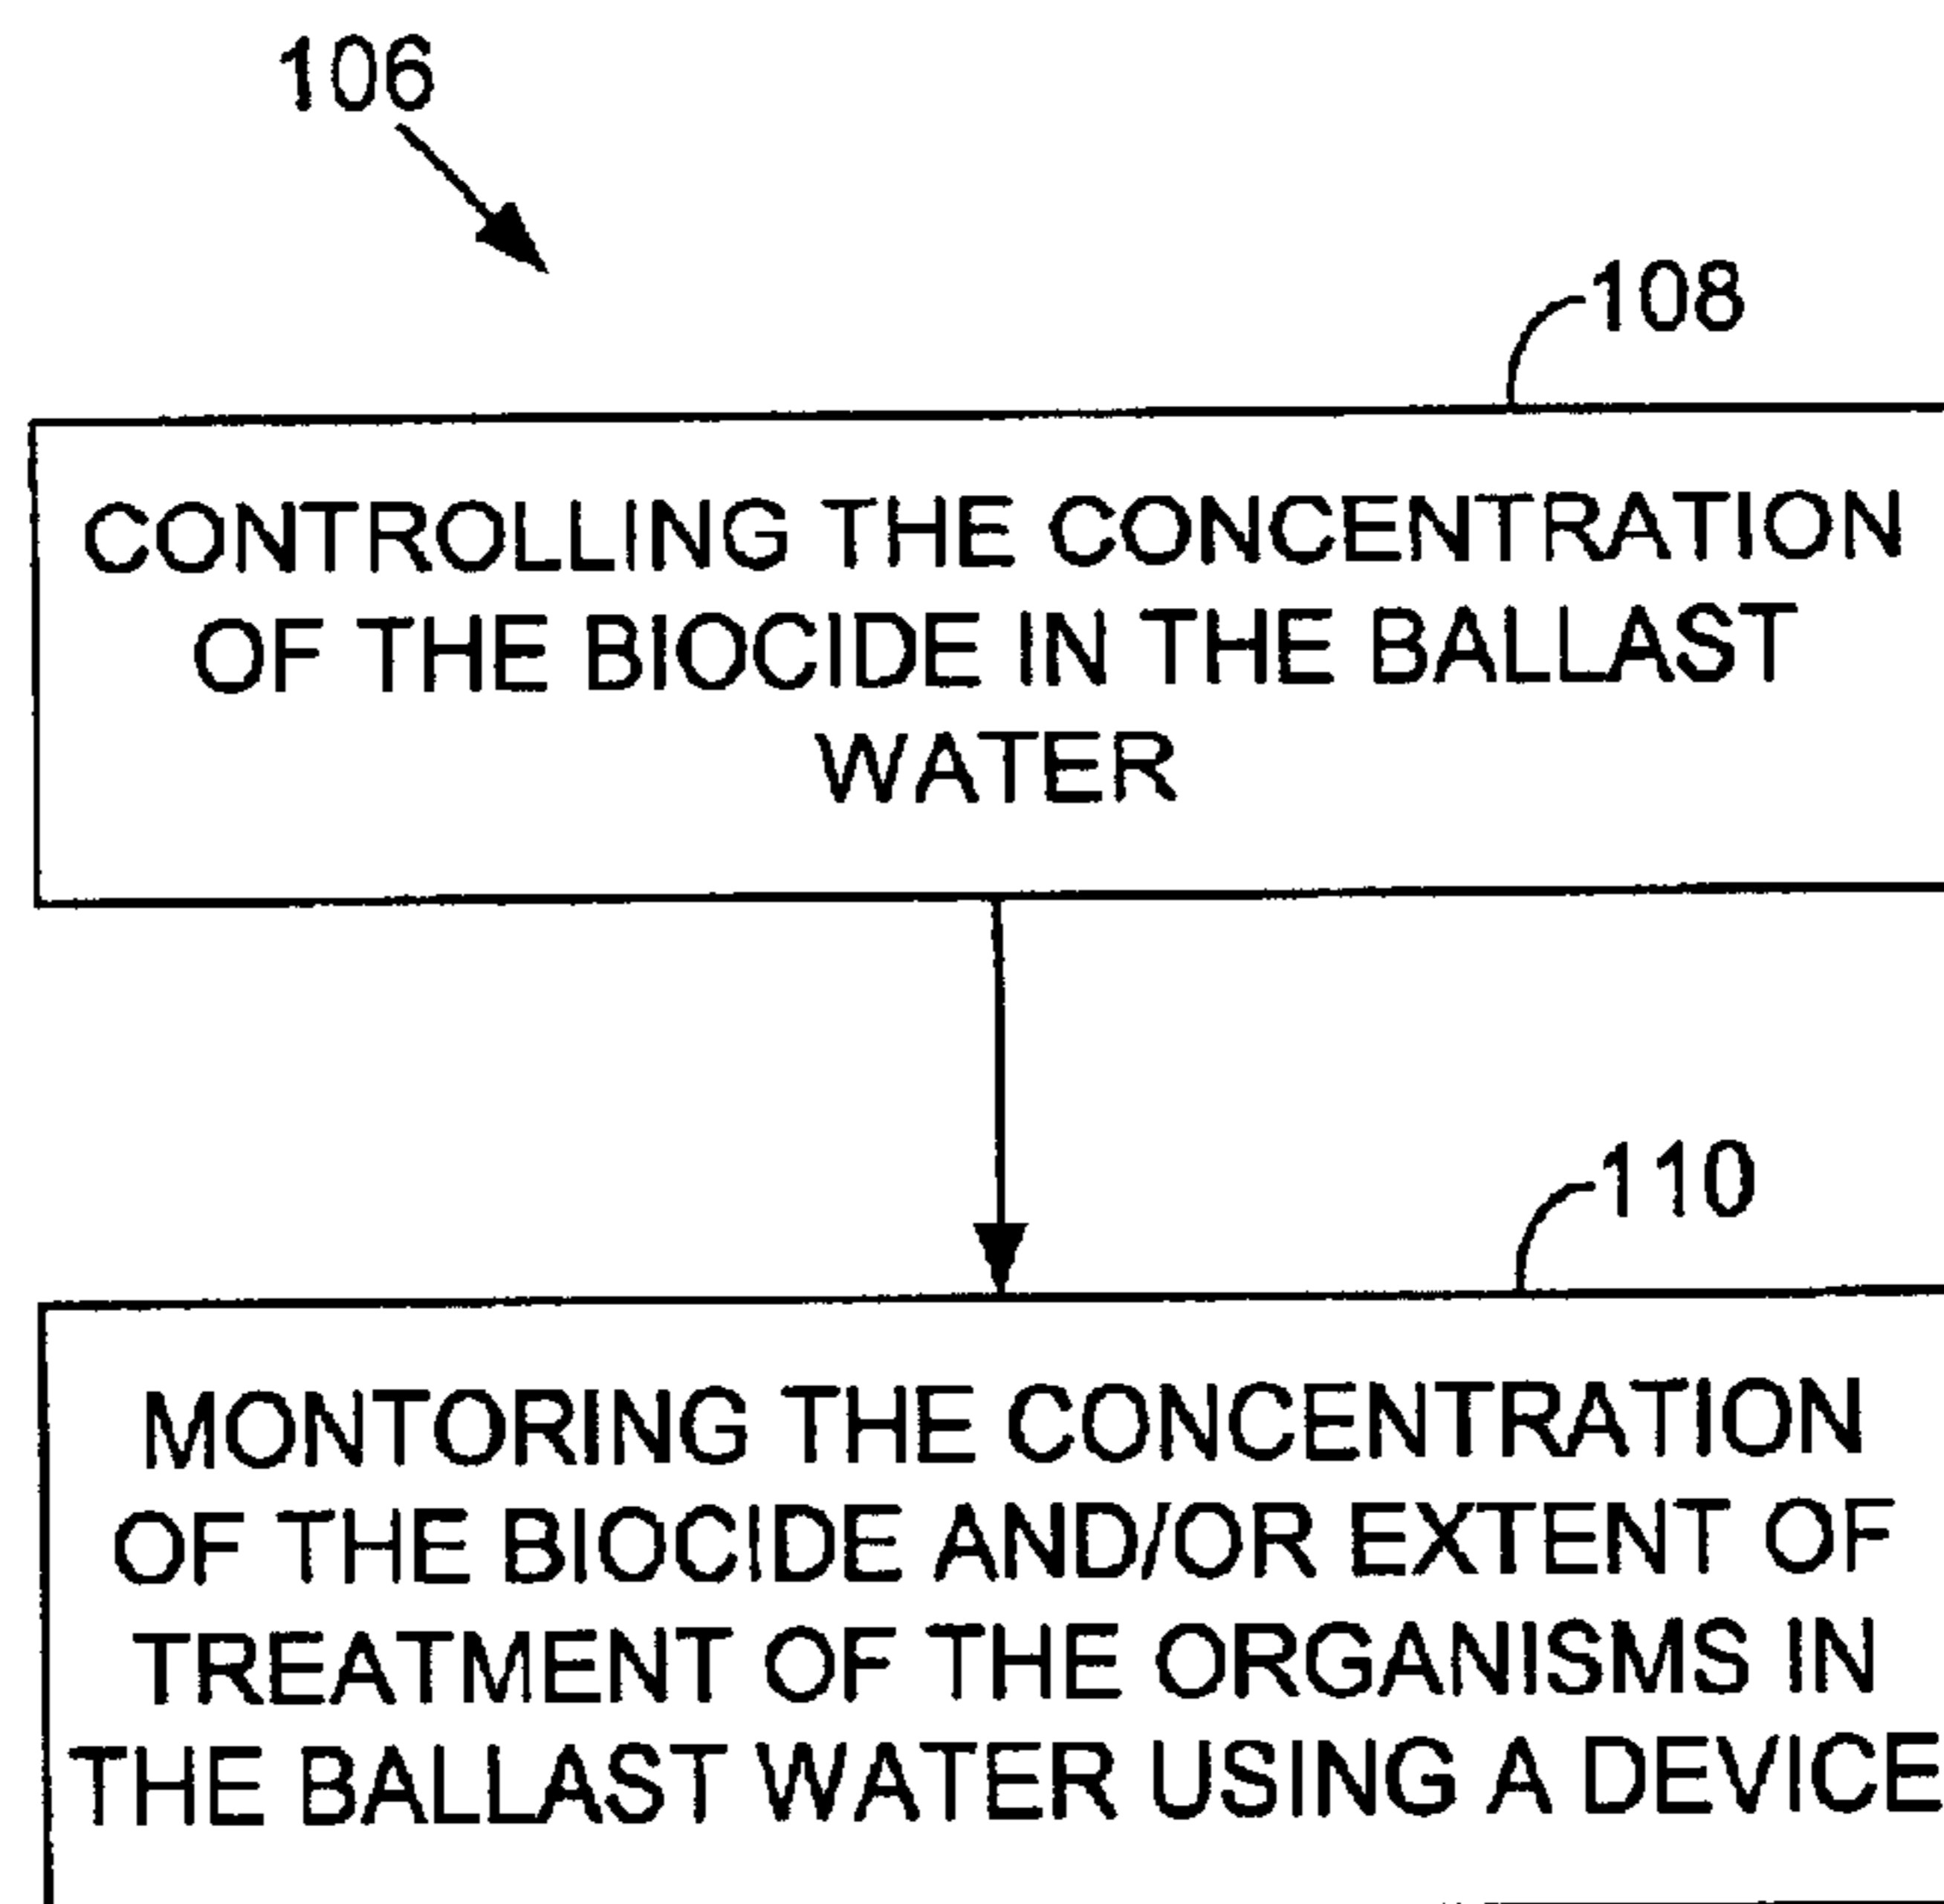 106
108
CONTROLLING THE CONCENTRATION
OF THE BIOCIDE IN THE BALLAST
WATER
110
MONTORING THE CONCENTRATION
OF THE BIOCIDE AND/OR EXTENT OF
TREATMENT OF THE ORGANISMS IN
THE BALLAST WATER USING A DEVICE